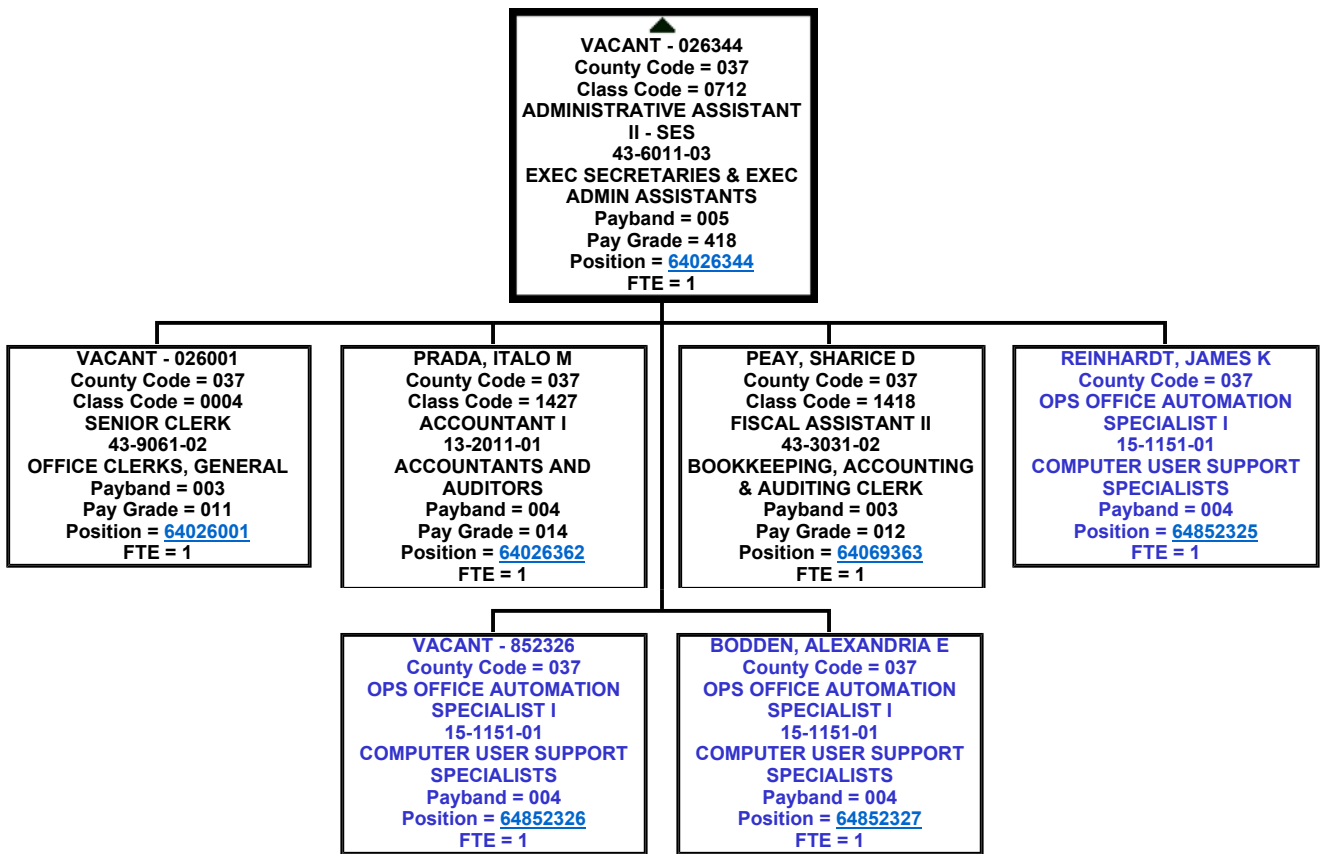 VACANT - 026344
County Code = 037
Class Code = 0712
ADMINISTRATIVE ASSISTANT
II - SES
43-6011-03
EXEC SECRETARIES & EXEC
ADMIN ASSISTANTS
Payband = 005
Pay Grade = 418
Position = 64026344
FTE = 1
VACANT - 026001
County Code = 037
Class Code = 0004
SENIOR CLERK
43-9061-02
OFFICE CLERKS, GENERAL
Payband = 003
Pay Grade = 011
Position = 64026001
FTE = 1
PRADA, ITALO M
County Code = 037
Class Code = 1427
ACCOUNTANT I
13-2011-01
ACCOUNTANTS AND
AUDITORS
Payband = 004
Pay Grade = 014
Position = 64026362
FTE = 1
PEAY, SHARICE D
County Code = 037
Class Code = 1418
FISCAL ASSISTANT II
43-3031-02
BOOKKEEPING, ACCOUNTING
& AUDITING CLERK
Payband = 003
Pay Grade = 012
Position = 64069363
FTE = 1
REINHARDT, JAMES K
County Code = 037
OPS OFFICE AUTOMATION
SPECIALIST I
15-1151-01
COMPUTER USER SUPPORT
SPECIALISTS
Payband = 004
Position = 64852325
FTE = 1
VACANT - 852326
County Code = 037
OPS OFFICE AUTOMATION
SPECIALIST I
15-1151-01
COMPUTER USER SUPPORT
SPECIALISTS
Payband = 004
Position = 64852326
FTE = 1
BODDEN, ALEXANDRIA E
County Code = 037
OPS OFFICE AUTOMATION
SPECIALIST I
15-1151-01
COMPUTER USER SUPPORT
SPECIALISTS
Payband = 004
Position = 64852327
FTE = 1